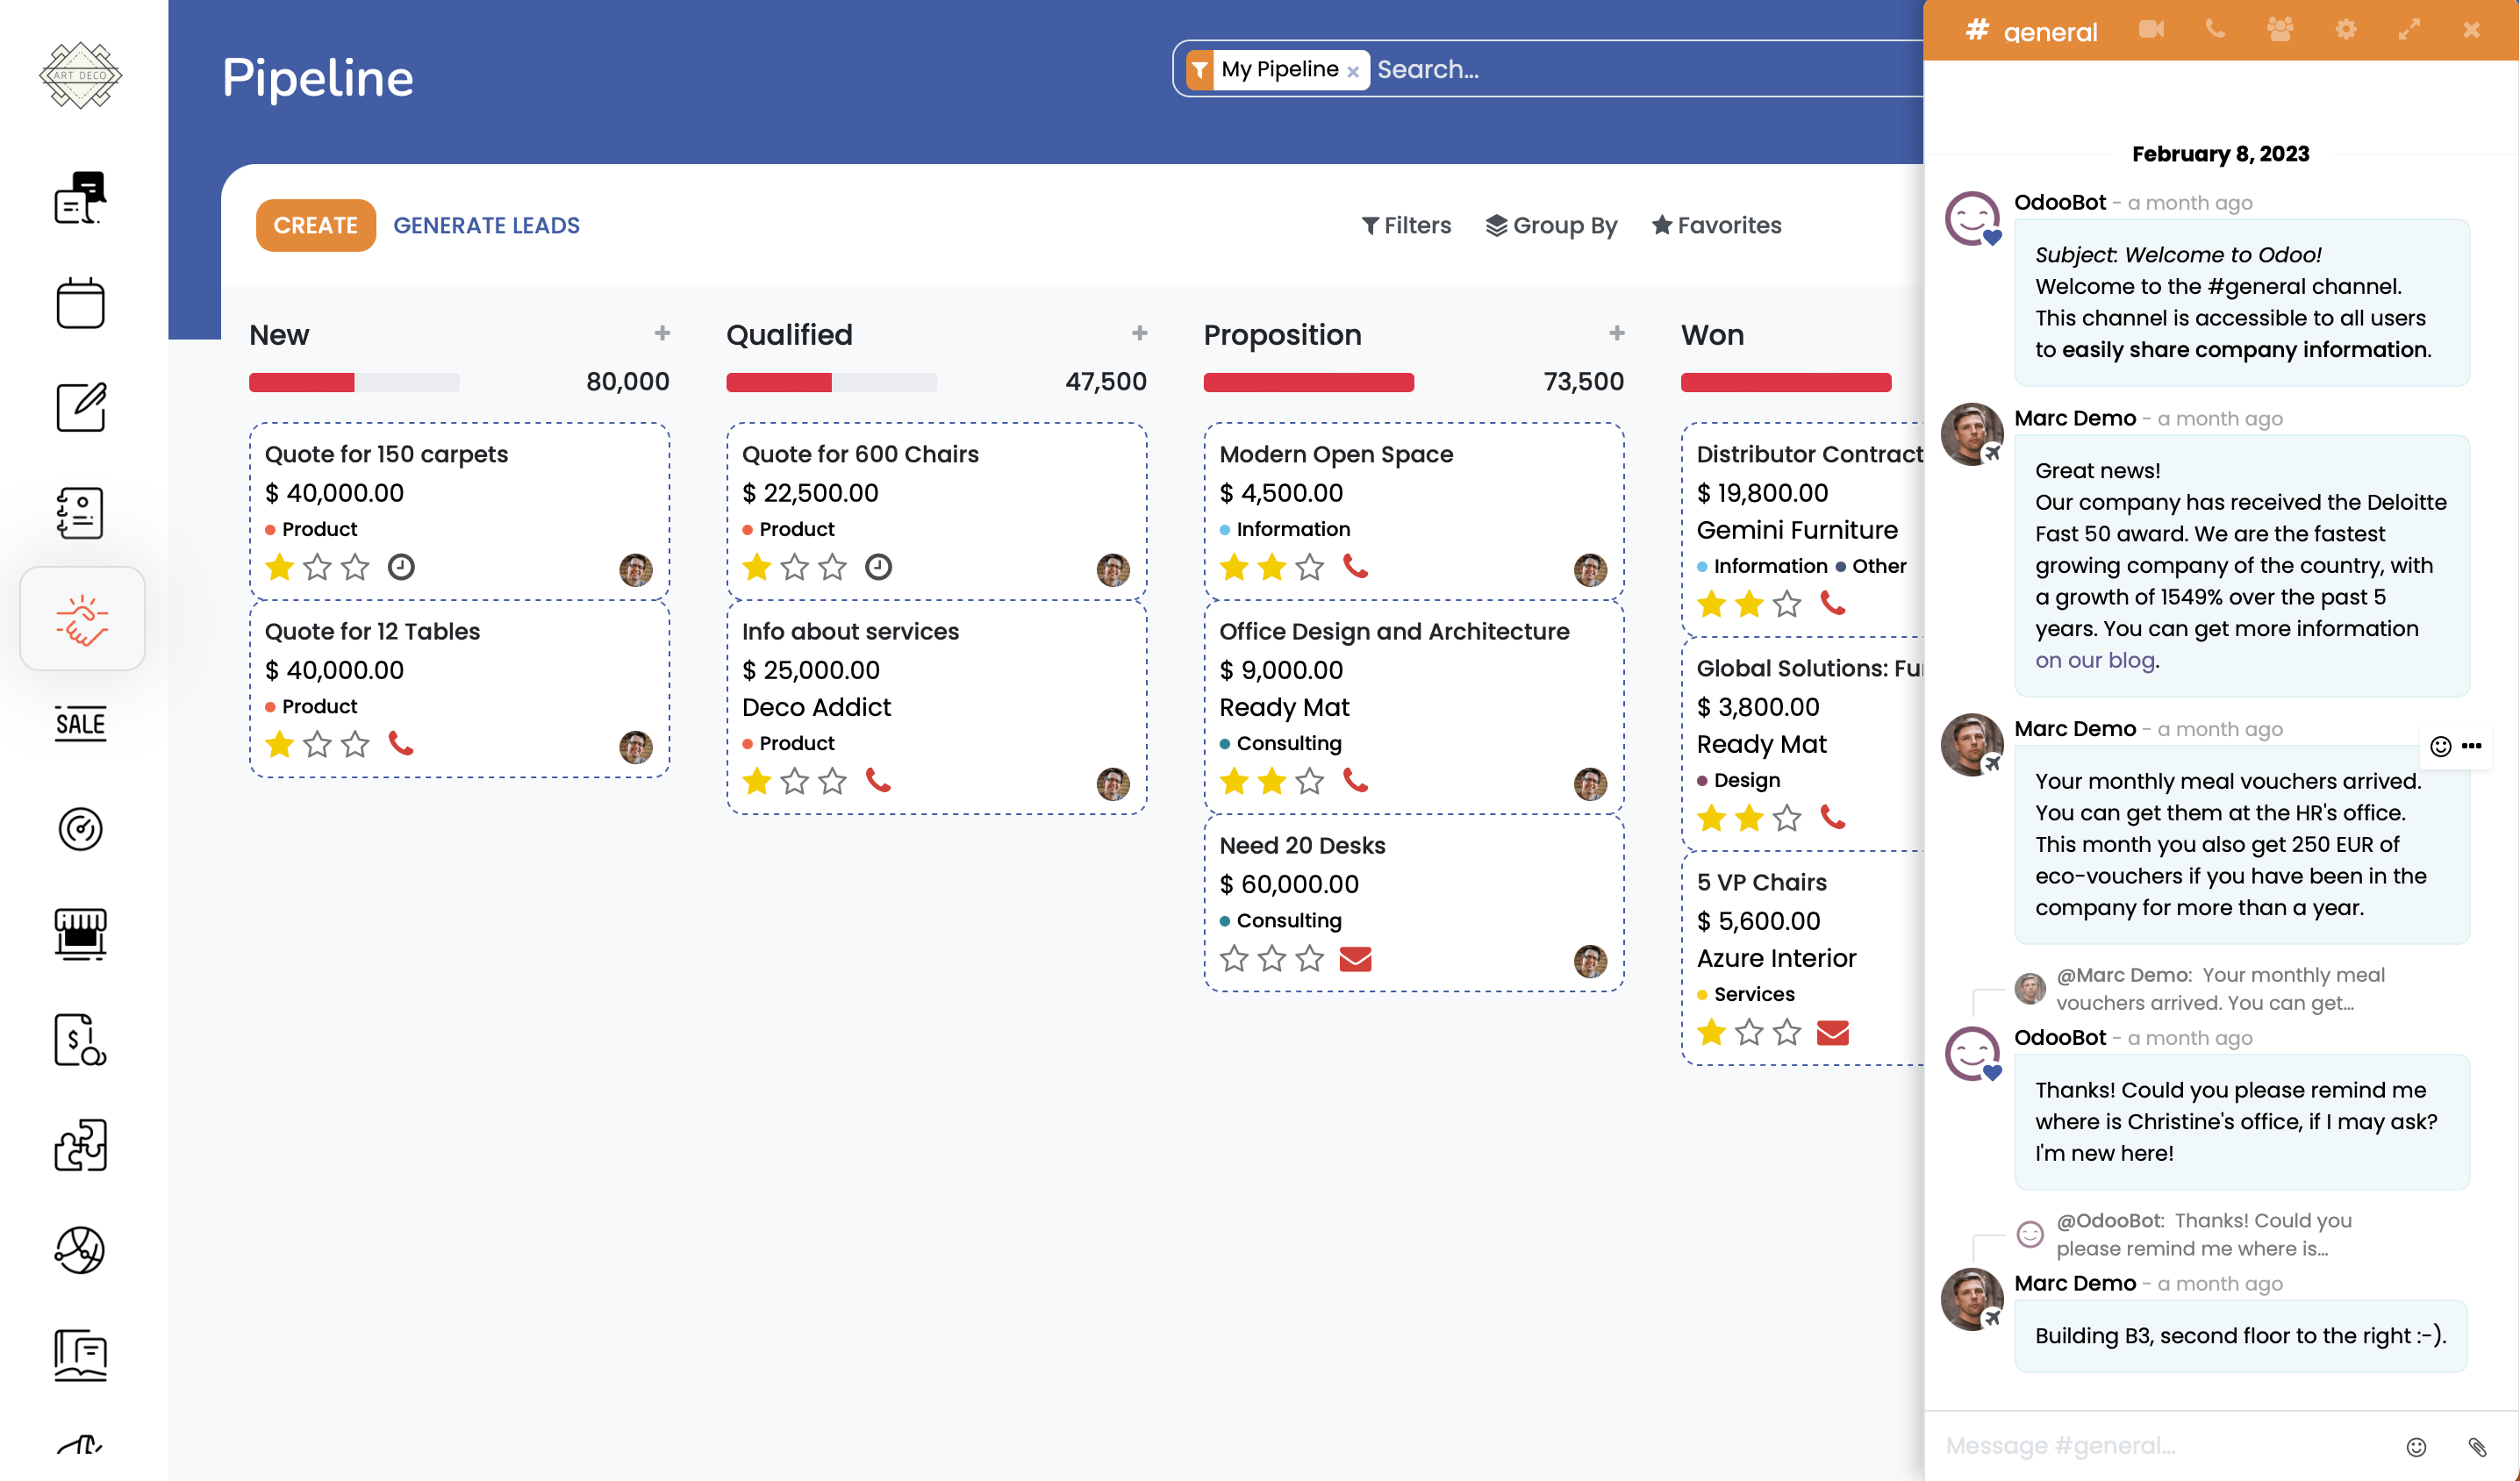 ART DECO
SALE
Pipeline
My Pipeline ×
Search...
CREATE
GENERATE LEADS
Filters
Group By
Favorites
New
80,000
Quote for 150 carpets
$ 40,000.00
Product
Quote for 12 Tables
$ 40,000.00
Product
Qualified
47,500
Quote for 600 Chairs
$ 22,500.00
Product
Info about services
$ 25,000.00
Deco Addict
Product
Proposition
73,500
Modern Open Space
$ 4,500.00
Information
Office Design and Architecture
$ 9,000.00
Ready Mat
Consulting
Need 20 Desks
$ 60,000.00
Consulting
Won
Distributor Contract
$ 19,800.00
Gemini Furniture
Information Other
Global Solutions: Fu
$ 3,800.00
Ready Mat
Design
5 VP Chairs
$ 5,600.00
Azure Interior
Services
# general
February 8, 2023
OdooBot - a month ago
Subject: Welcome to Odoo!
Welcome to the #general channel.
This channel is accessible to all users
to easily share company information.
Marc Demo - a month ago
Great news!
Our company has received the Deloitte
Fast 50 award. We are the fastest
growing company of the country, with
a growth of 1549% over the past 5
years. You can get more information
on our blog.
Marc Demo - a month ago
Your monthly meal vouchers arrived.
You can get them at the HR's office.
This month you also get 250 EUR of
eco-vouchers if you have been in the
company for more than a year.
@Marc Demo: Your monthly meal
vouchers arrived. You can get...
OdooBot - a month ago
Thanks! Could you please remind me
where is Christine's office, if I may ask?
I'm new here!
@OdooBot: Thanks! Could you
please remind me where is...
Marc Demo - a month ago
Building B3, second floor to the right :-).
Message #general...